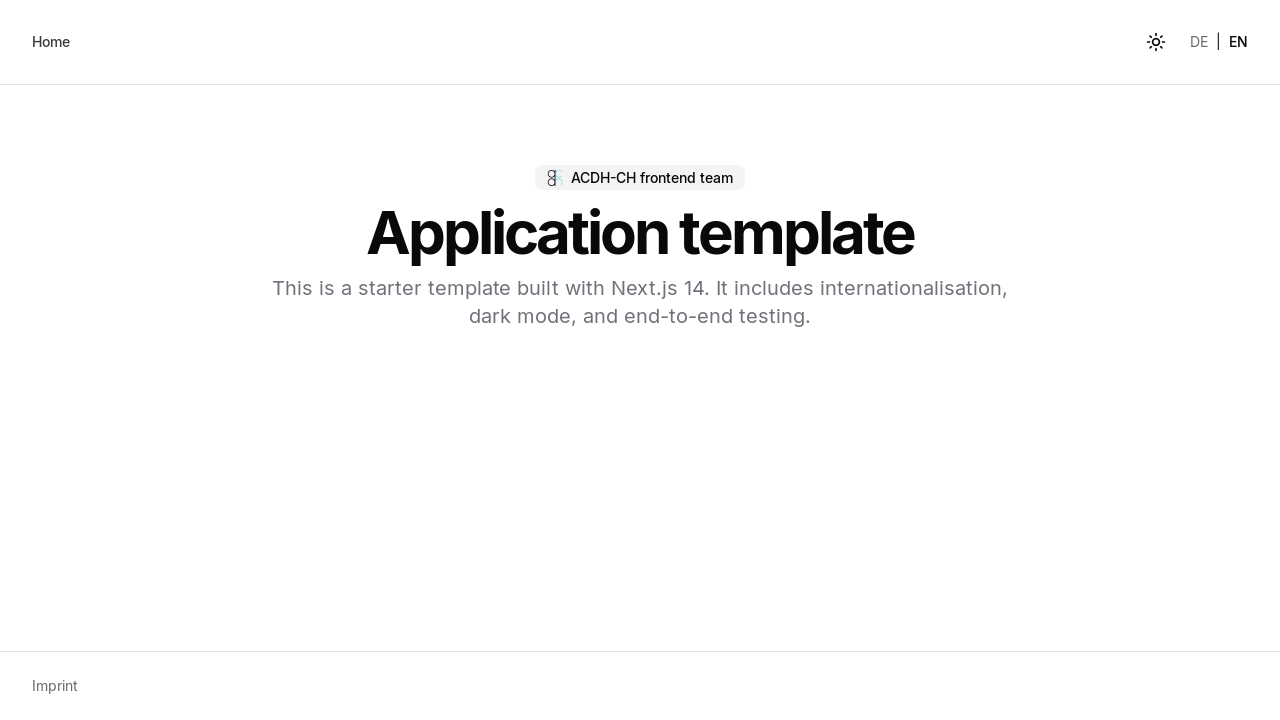 Home
DE | EN
ACDH-CH frontend team
Application template
This is a starter template built with Next.js 14. It includes internationalisation,
dark mode, and end-to-end testing.
Imprint